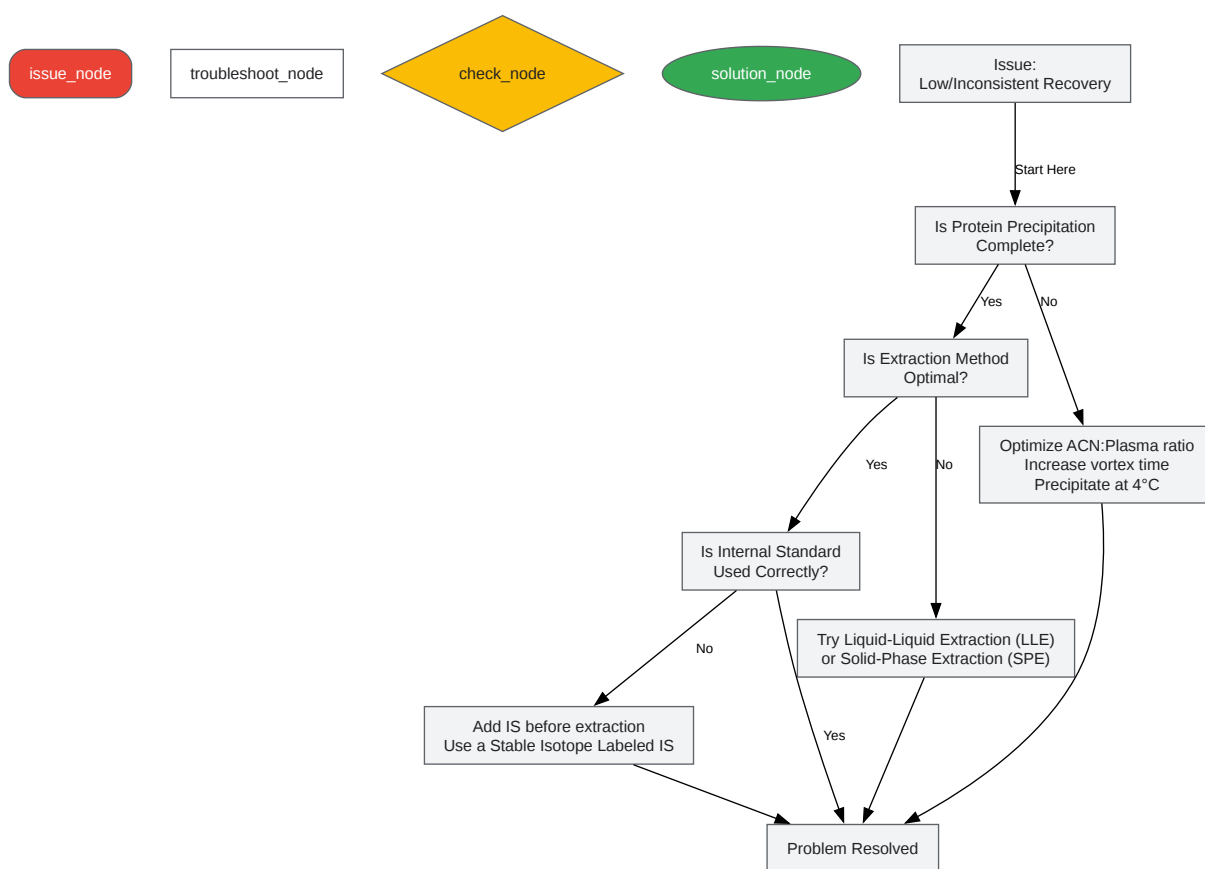 issue_node
troubleshoot_node
check_node
solution_node
Issue:
Low/Inconsistent Recovery
Start Here
Is Protein Precipitation
Complete?
Yes
No
Is Extraction Method
Optimal?
Optimize ACN:Plasma ratio
Increase vortex time
Precipitate at 4°C
Yes
No
Is Internal Standard
Used Correctly?
Try Liquid-Liquid Extraction (LLE)
or Solid-Phase Extraction (SPE)
No
Add IS before extraction
Use a Stable Isotope Labeled IS
Yes
Problem Resolved